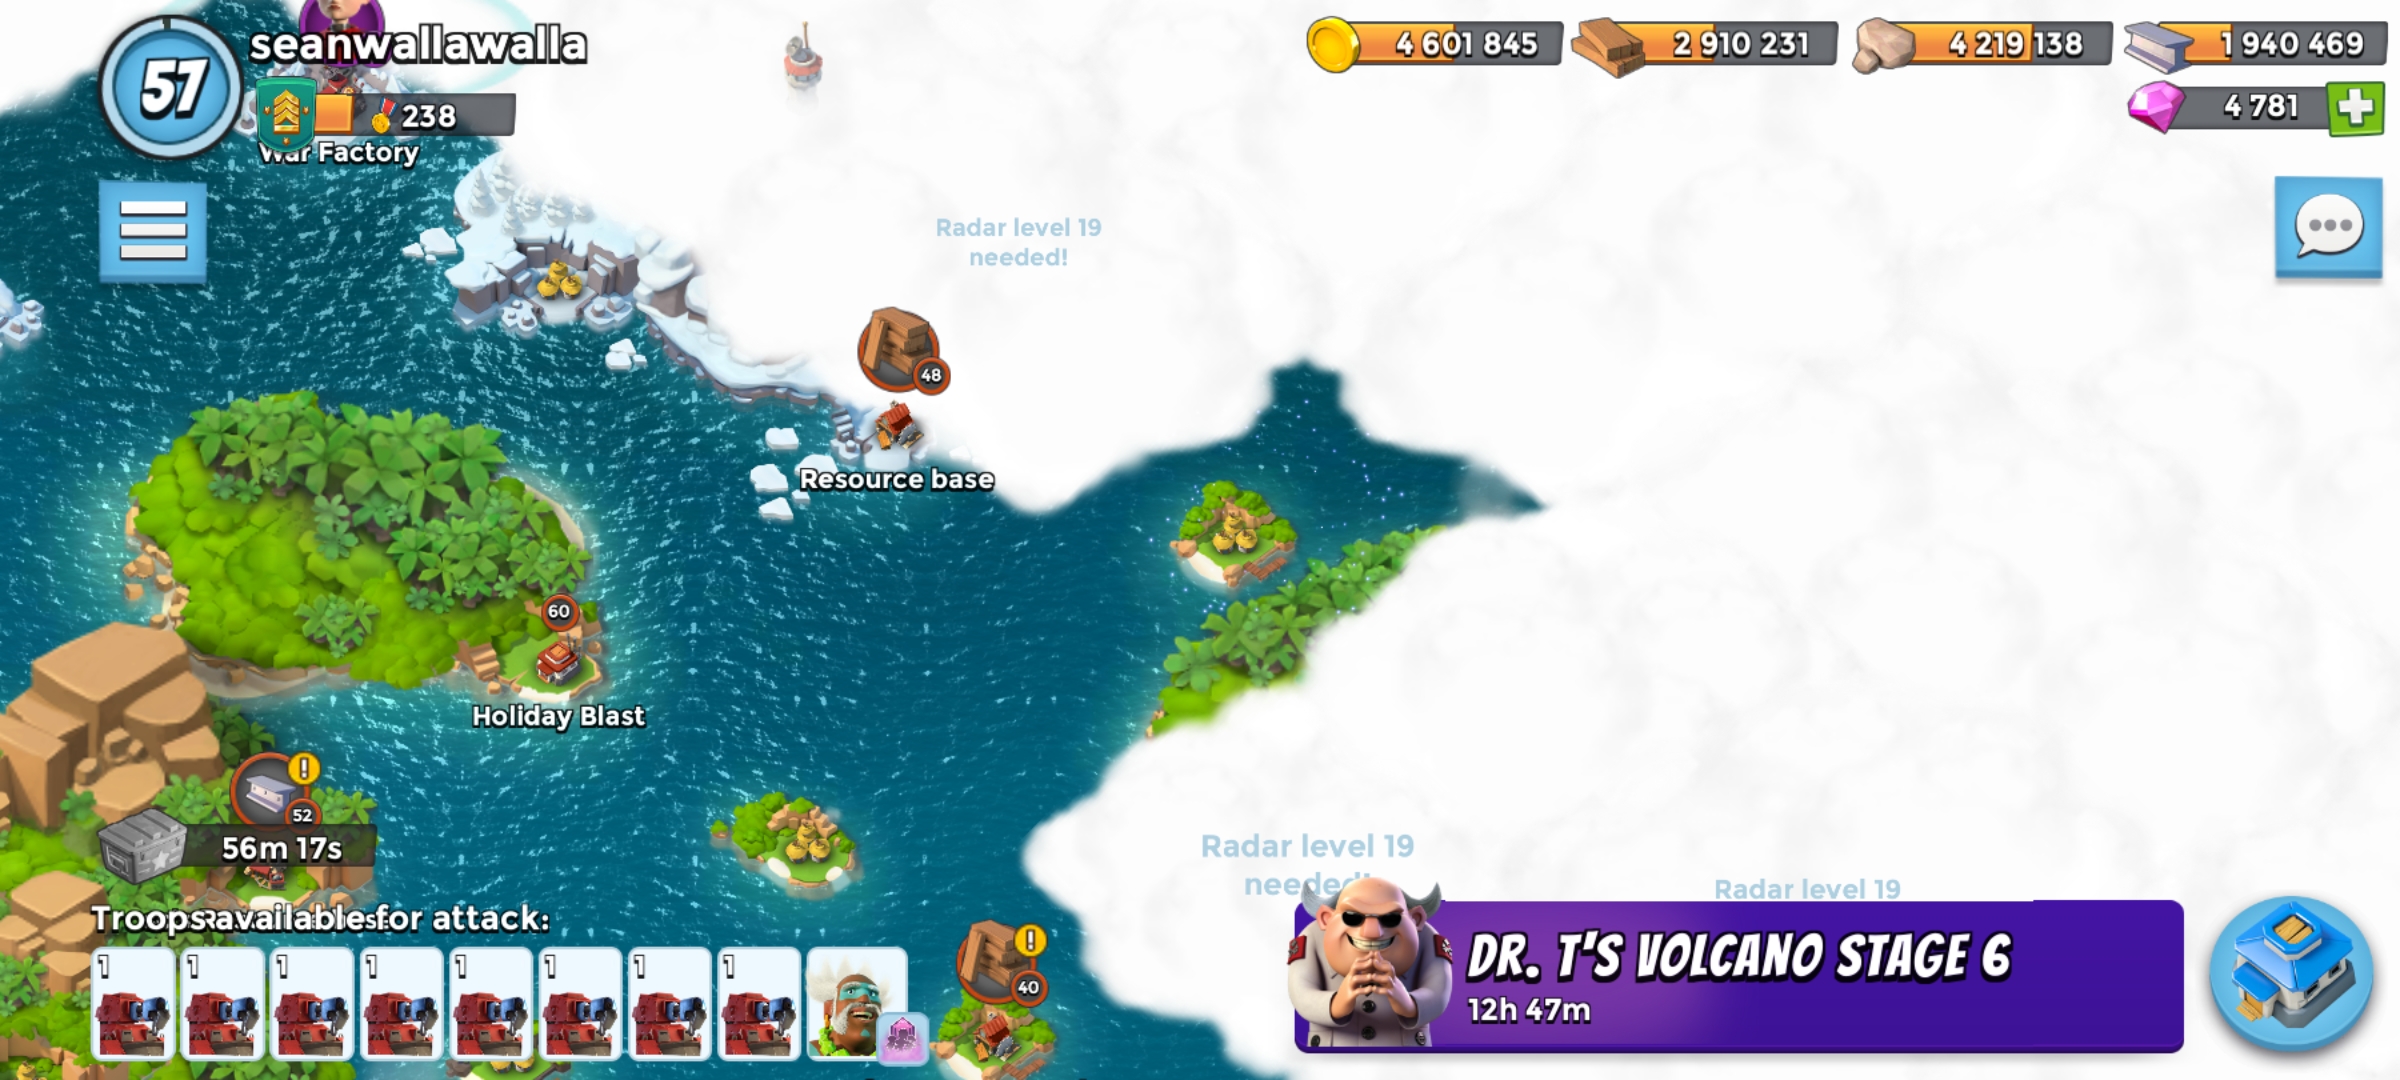 57
seanwallawalla
238
War Factory
4 601 845
2 910 231
4 219 138
1 940 469
4 781
Radar level 19
needed!
48
Resource base
60
Holiday Blast
!
52
56m 17s
Troops available for attack:
1
1
1
1
1
1
1
1
!
40
Radar level 19
needed!
Radar level 19
DR. T'S VOLCANO STAGE 6
12h 47m